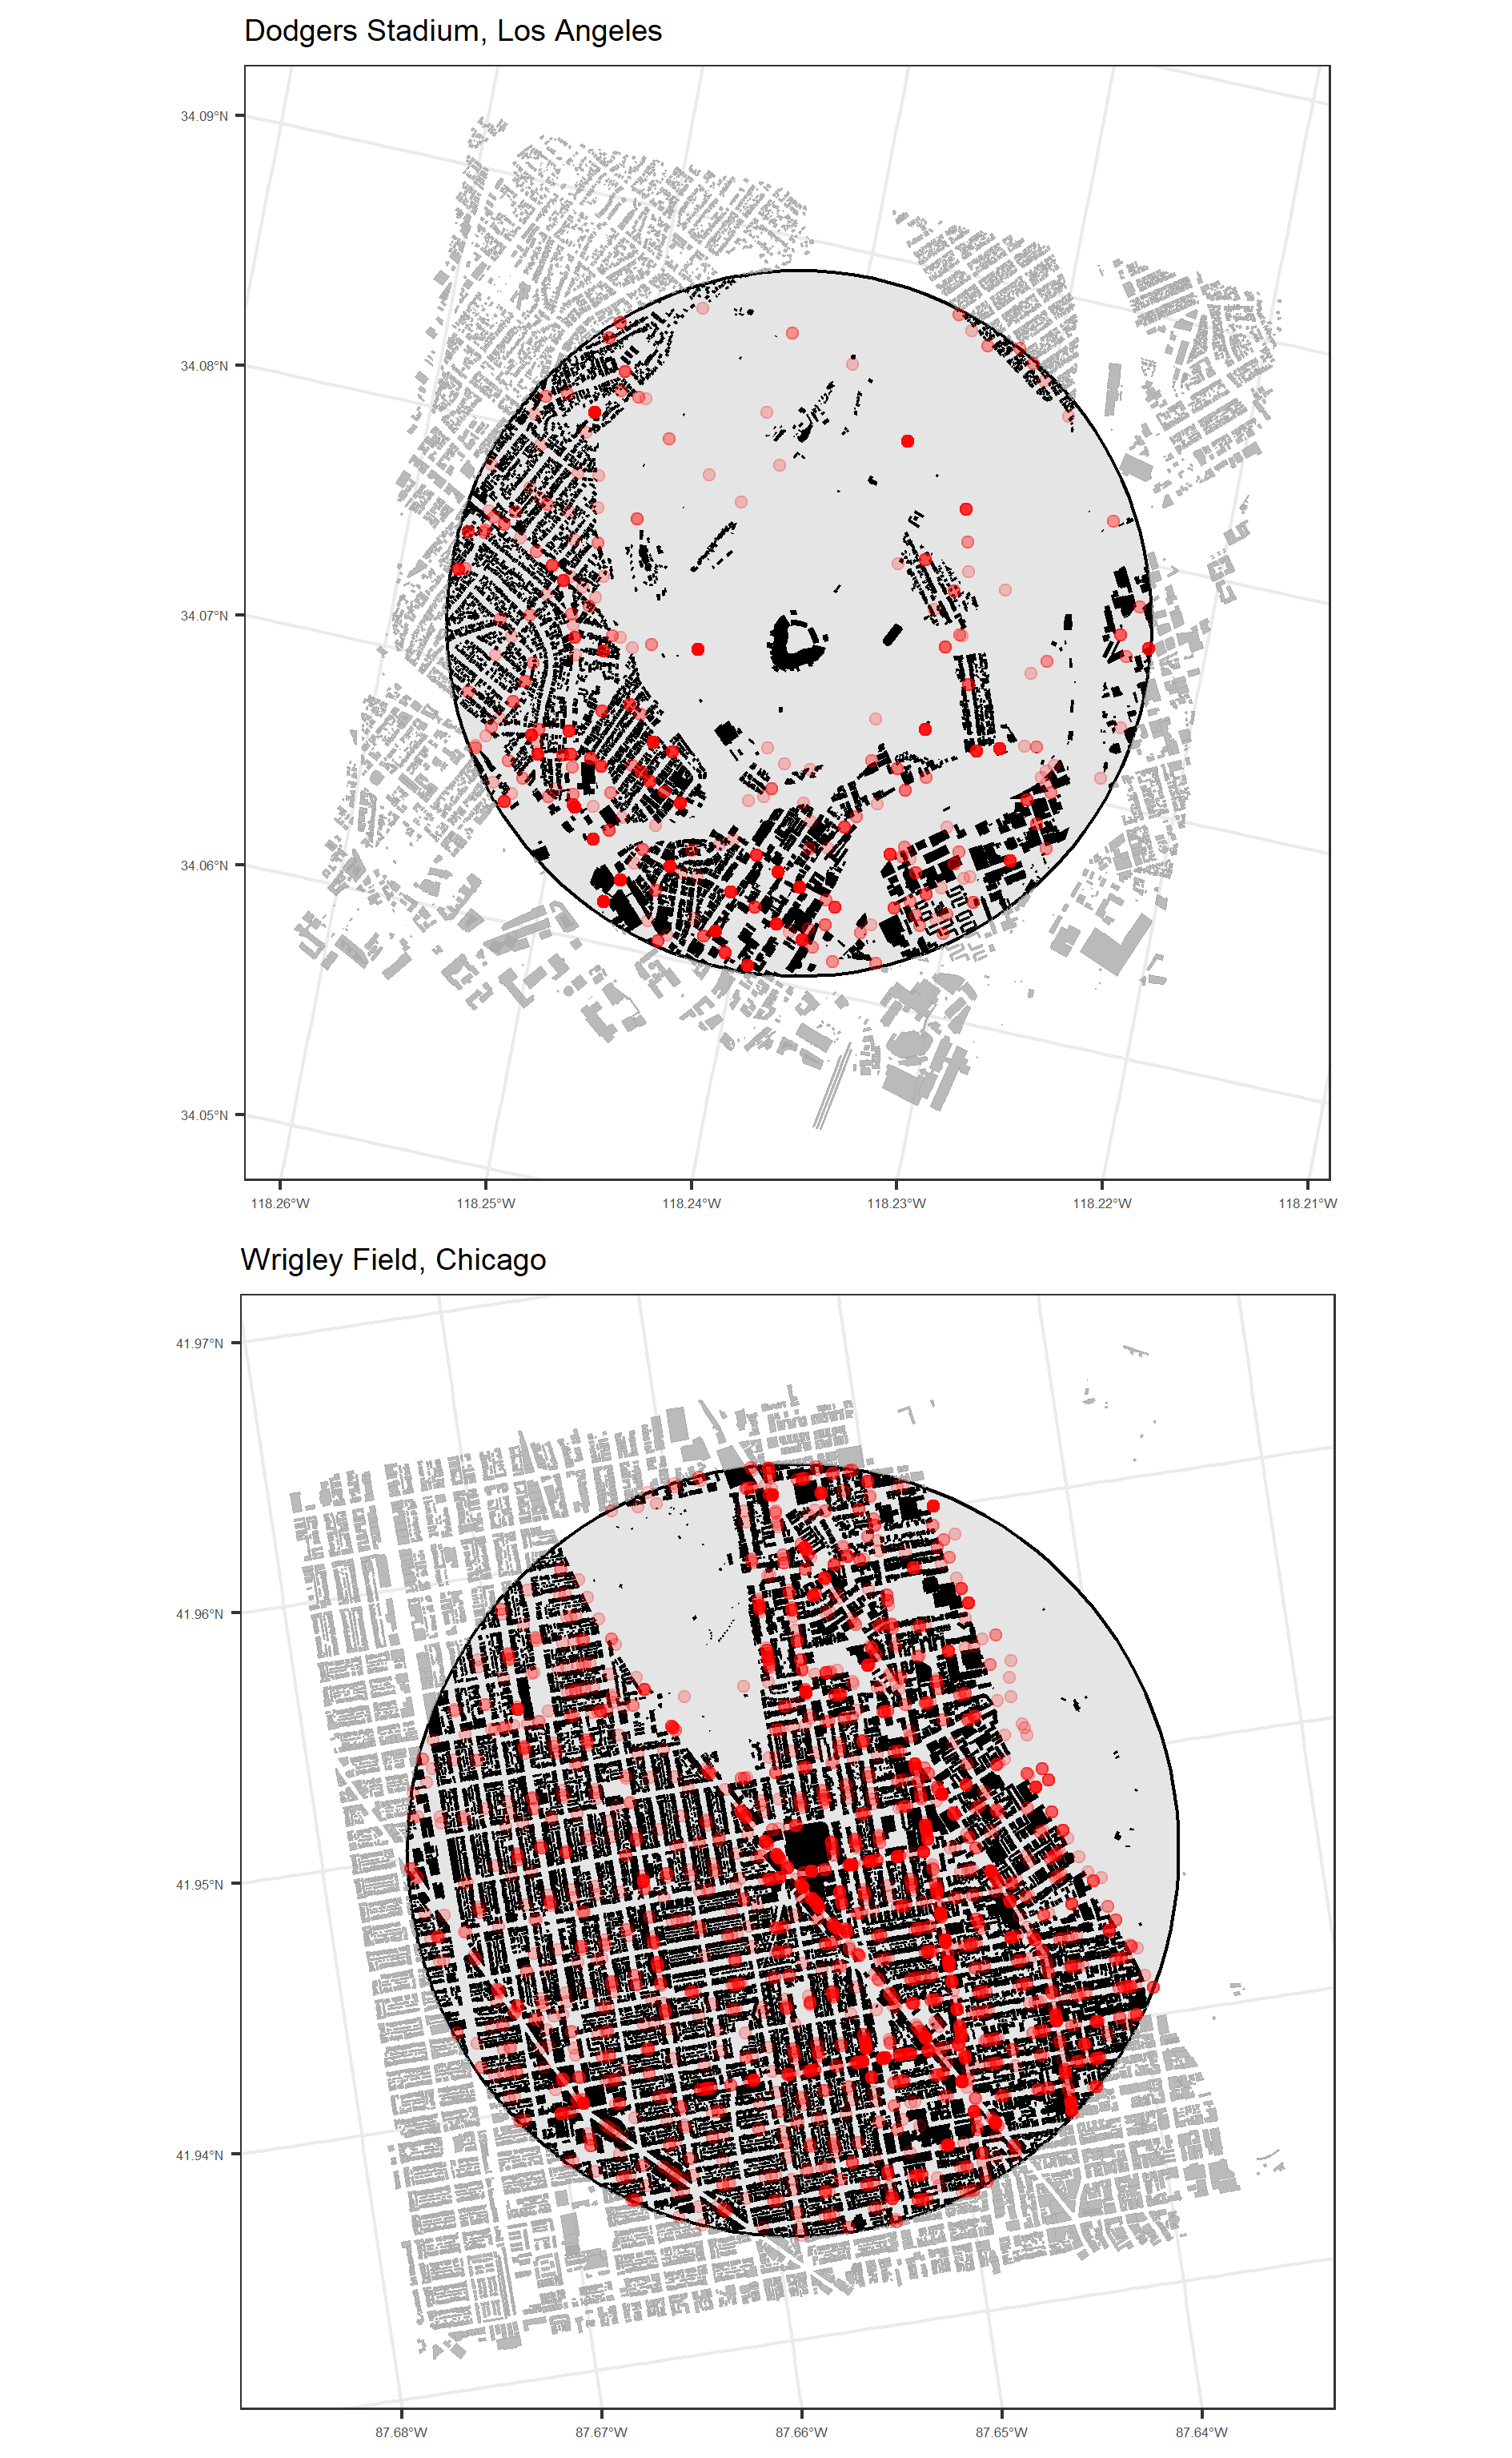 Dodgers Stadium, Los Angeles
34.09°N
34.08°N
34.07°N
34.06°N
34.05°N
118.26°W 118.25°W 118.24°W 118.23°W 118.22°W 118.21°W
Wrigley Field, Chicago
41.97°N
41.96°N
41.95°N
41.94°N
87.68°W 87.67°W 87.66°W 87.65°W 87.64°W